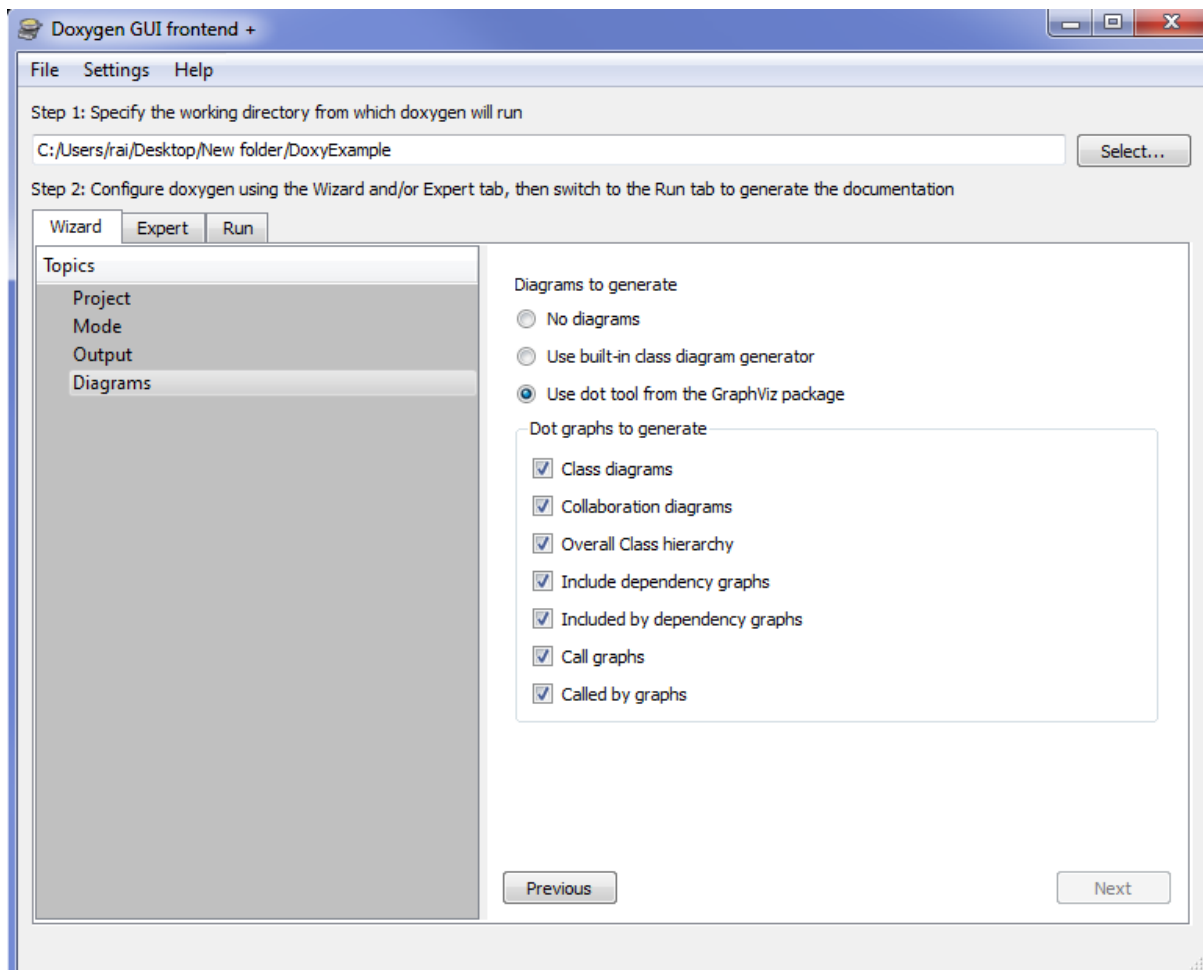 Doxygen GUI frontend +
File Settings Help
Step 1: Specify the working directory from which doxygen will run
C:/Users/rai/Desktop/New folder/DoxyExample
Select...
Step 2: Configure doxygen using the Wizard and/or Expert tab, then switch to the Run tab to generate the documentation
Wizard Expert Run
Topics
Project
Mode
Output
Diagrams
Diagrams to generate
No diagrams
Use built-in class diagram generator
Use dot tool from the GraphViz package
Dot graphs to generate
Class diagrams
Collaboration diagrams
Overall Class hierarchy
Include dependency graphs
Included by dependency graphs
Call graphs
Called by graphs
Previous
Next